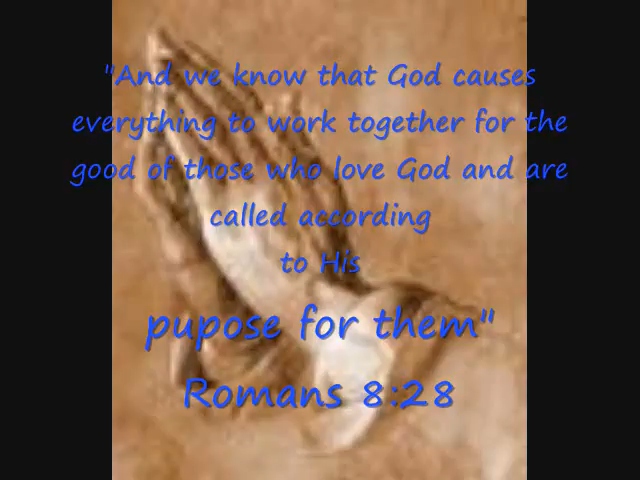 "And we know that God causes
everything to work together for the
good of those who love God and are
called according
to His
pupose for them"
Romans 8:28